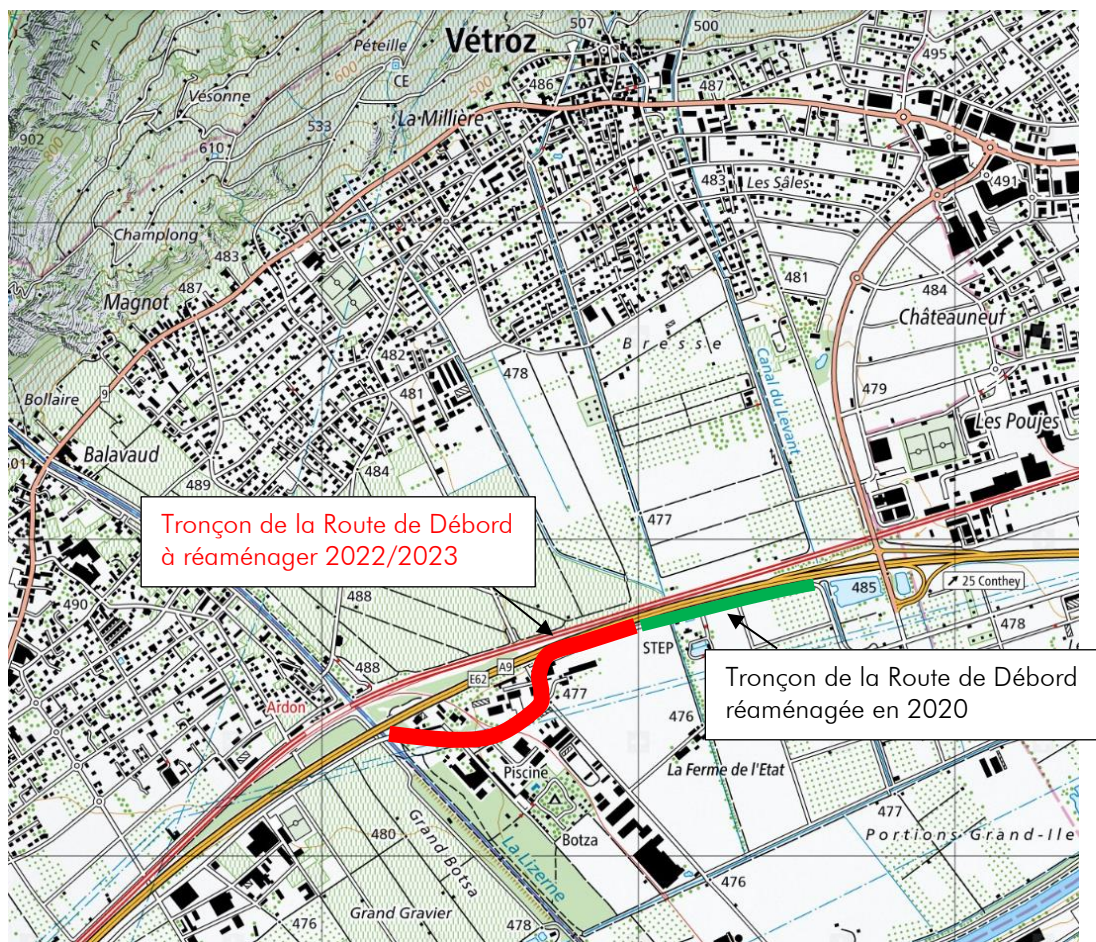 507
500
Vétroz
495
Péteille
600
CE
500
486
487
Vésonne
600
La Millière
902
800
533
610
491
483
Les Sâles
Champlong
483
481
484
487
Magnot
Châteauneuf
Bresse
482
478
479
9
481
Canal du Levant
Bollaire
Les Poujes
Balavaud
484
489
477
Tronçon de la Route de Débord
à réaménager 2022/2023
485
25 Conthey
490
488
478
STEP
488
A9
E62
477
Tronçon de la Route de Débord
réaménagée en 2020
Ardon
476
La Ferme de l'Etat
Piscine
477
480
Grand Botsa
La Lizerne
Botza
Portions-Grand-Ile
476
476
Grand Gravier
478